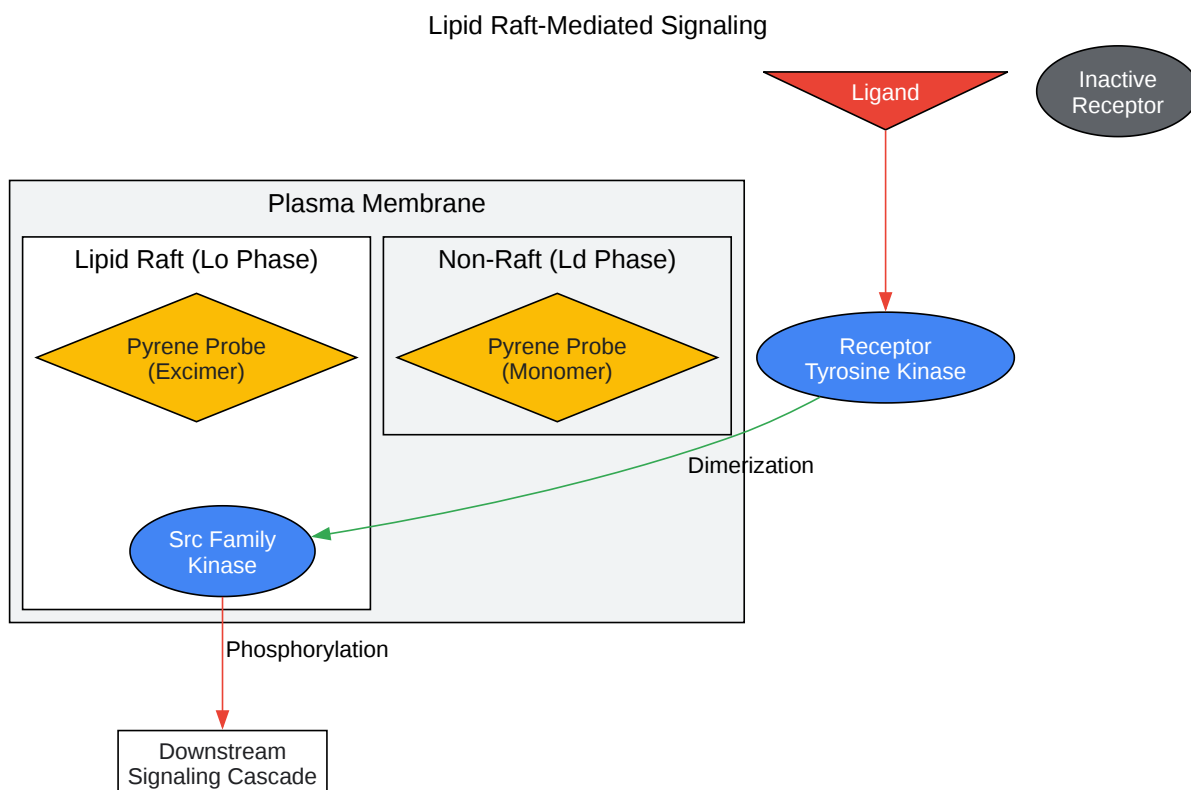 Lipid Raft-Mediated Signaling
Ligand
Inactive
Receptor
Plasma Membrane
Lipid Raft (Lo Phase)
Non-Raft (Ld Phase)
Pyrene Probe
(Excimer)
Pyrene Probe
(Monomer)
Receptor
Tyrosine Kinase
Dimerization
Src Family
Kinase
Phosphorylation
Downstream
Signaling Cascade